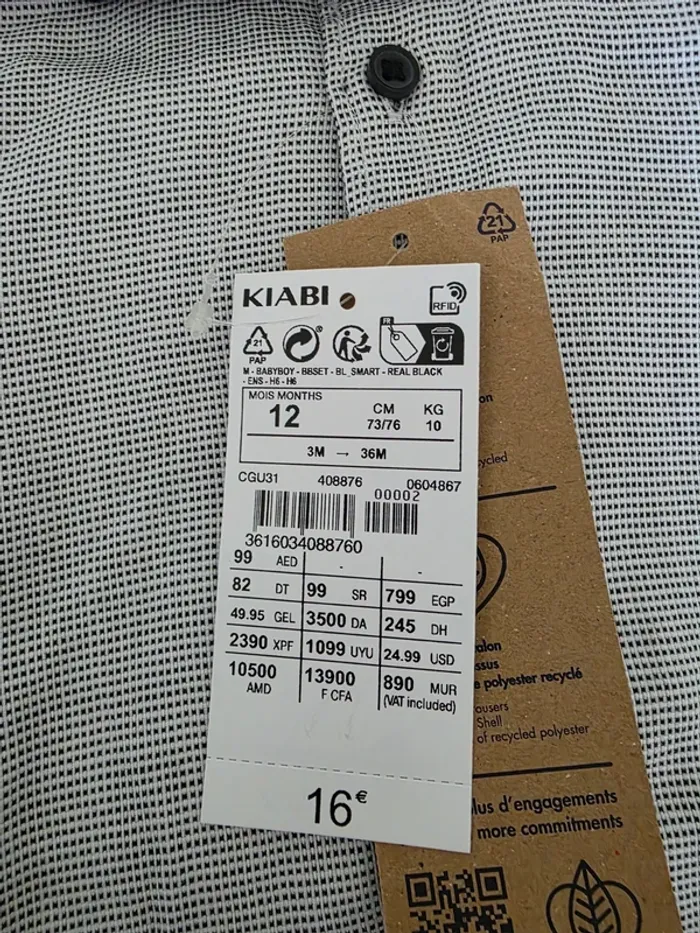 21
PAP
KIABI
RFID
21
PAP
FR
M - BABYBOY - BBSET - BL_SMART - REAL BLACK
- ENS - H6 - H6
MOIS MONTHS
12
CM
73/76
KG
10
3M → 36M
CGU31 408876 0604867
00002
3616034088760
99 AED - -
82 DT 99 SR 799 EGP
49.95 GEL 3500 DA 245 DH
2390 XPF 1099 UYU 24.99 USD
10500 AMD 13900 F CFA 890 MUR
(VAT included)
16€
on
ycled
alon
ssus
e polyester recyclé
ousers
Shell
of recycled polyester
lus d'engagements
more commitments